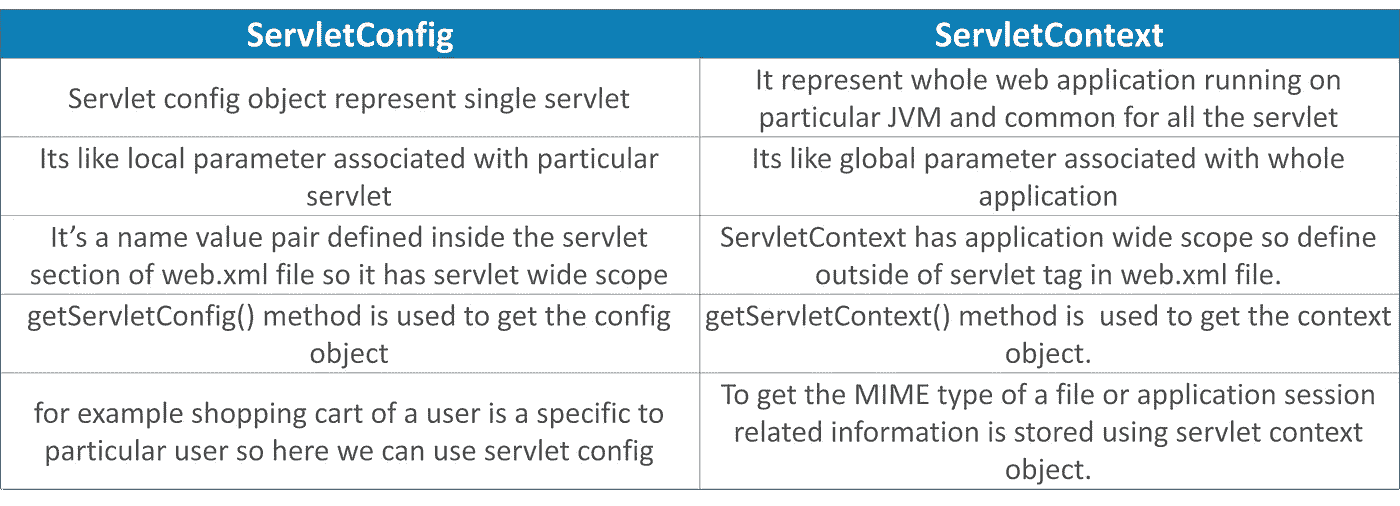 ServletConfig
ServletContext
Servlet config object represent single servlet
It represent whole web application running on
particular JVM and common for all the servlet
Its like local parameter associated with particular
servlet
Its like global parameter associated with whole
application
It’s a name value pair defined inside the servlet
section of web.xml file so it has servlet wide scope
ServletContext has application wide scope so define
outside of servlet tag in web.xml file.
getServletConfig() method is used to get the config
object
getServletContext() method is  used to get the context
object.
for example shopping cart of a user is a specific to
particular user so here we can use servlet config
To get the MIME type of a file or application session
related information is stored using servlet context
object.